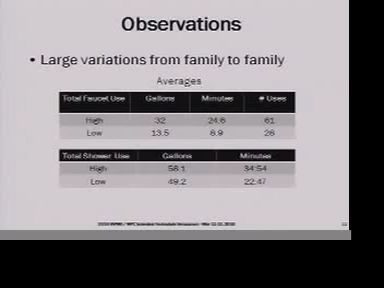 Observations
• Large variations from family to family
Averages
Total Faucet Use Gallons Minutes # Uses
High 32 24.6 61
Low 13.5 8.9 28
Total Shower Use Gallons Minutes
High 58.1 34:54
Low 49.2 22:47